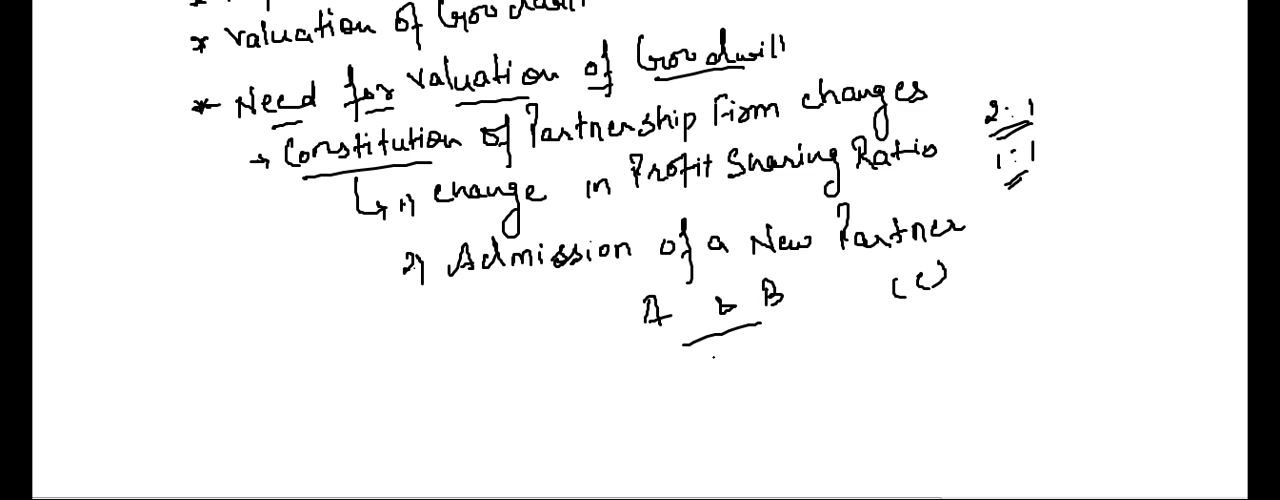 * Valuation of Goodwill
* Need for Valuation of Goodwill
→ Constitution of Partnership Firm changes
↳ 1) Change in Profit Sharing Ratio
2:1
1:1
2) Admission of a New Partner
A & B (C)